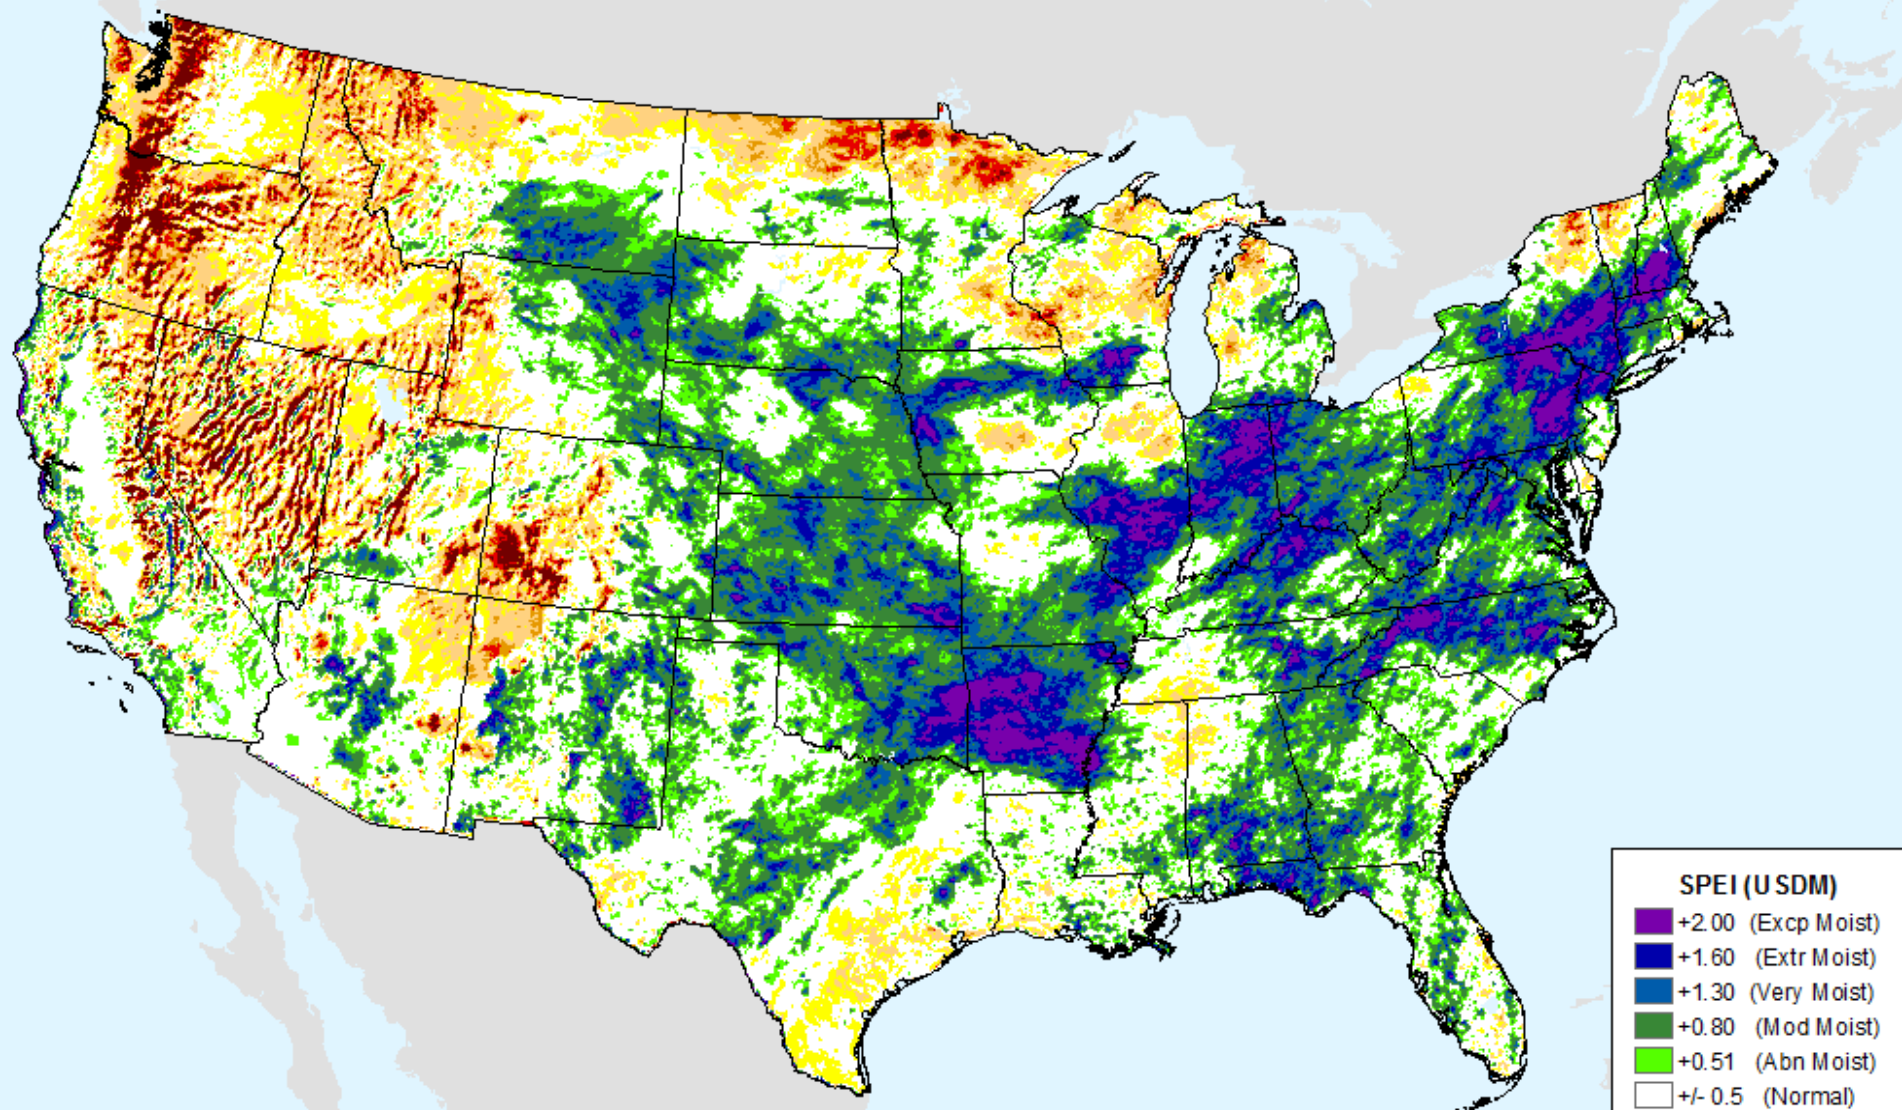 SPEI (USDM)
+2.00 (Excp Moist)
+1.60 (Extr Moist)
+1.30 (Very Moist)
+0.80 (Mod Moist)
+0.51 (Abn Moist)
+/- 0.5 (Normal)